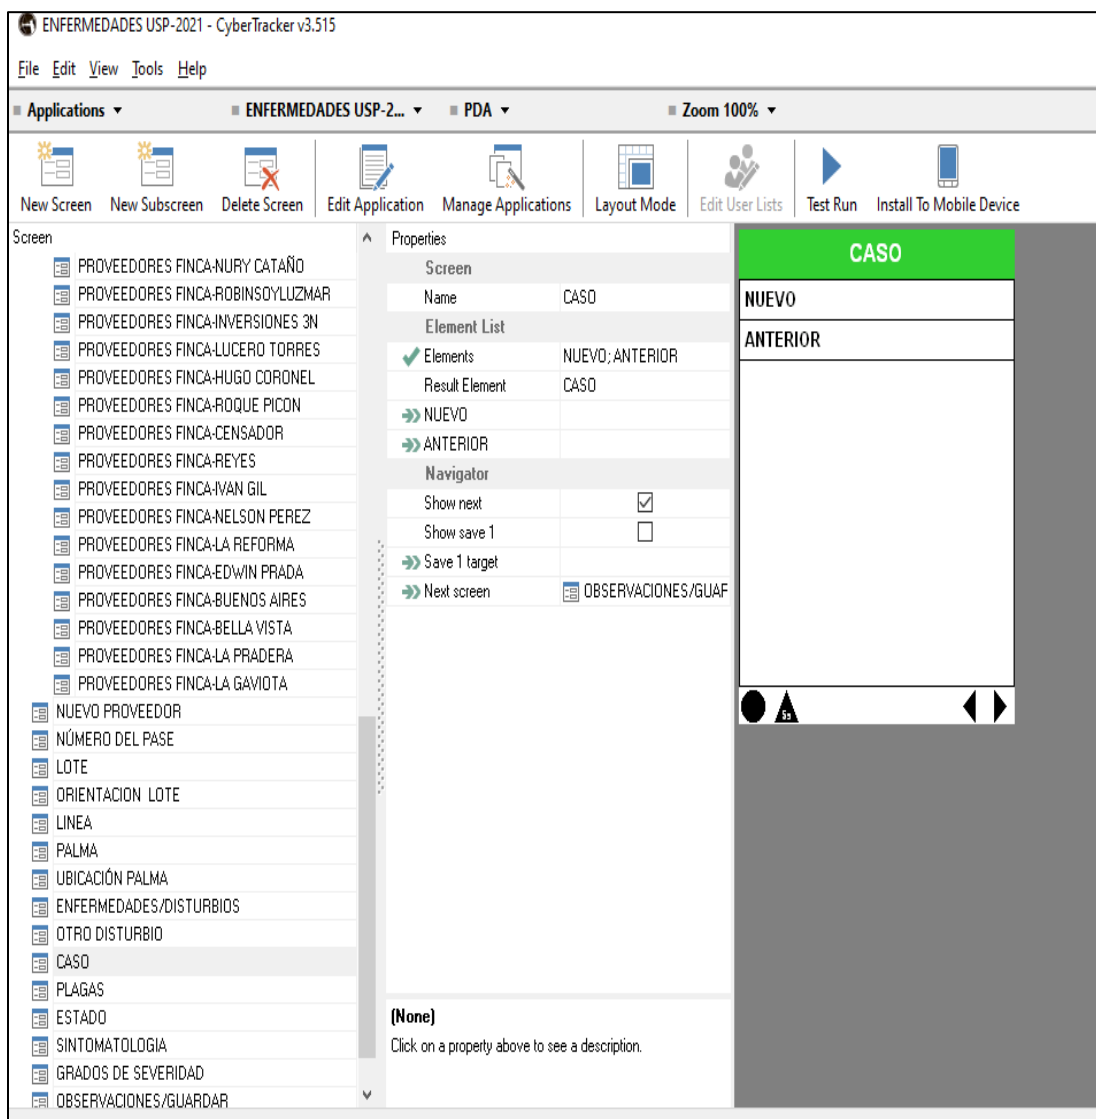 ENFERMEDADES USP-2021 - CyberTracker v3.515
File Edit View Tools Help
Applications ENFERMEDADES USP-2... PDA Zoom 100%
New Screen New Subscreen Delete Screen Edit Application Manage Applications Layout Mode Edit User Lists Test Run Install To Mobile Device
Screen
PROVEEDORES FINCA-NURY CATAÑO
PROVEEDORES FINCA-ROBINSOYLUZMAR
PROVEEDORES FINCA-INVERSIONES 3N
PROVEEDORES FINCA-LUCERO TORRES
PROVEEDORES FINCA-HUGO CORONEL
PROVEEDORES FINCA-ROQUE PICON
PROVEEDORES FINCA-CENSADOR
PROVEEDORES FINCA-REYES
PROVEEDORES FINCA-IVAN GIL
PROVEEDORES FINCA-NELSON PEREZ
PROVEEDORES FINCA-LA REFORMA
PROVEEDORES FINCA-EDWIN PRADA
PROVEEDORES FINCA-BUENOS AIRES
PROVEEDORES FINCA-BELLA VISTA
PROVEEDORES FINCA-LA PRADERA
PROVEEDORES FINCA-LA GAVIOTA
NUEVO PROVEEDOR
NÚMERO DEL PASE
LOTE
ORIENTACION LOTE
LINEA
PALMA
UBICACIÓN PALMA
ENFERMEDADES/DISTURBIOS
OTRO DISTURBIO
CASO
PLAGAS
ESTADO
SINTOMATOLOGIA
GRADOS DE SEVERIDAD
OBSERVACIONES/GUARDAR
Properties
Screen
Name CASO
Element List
Elements NUEVO; ANTERIOR
Result Element CASO
NUEVO
ANTERIOR
Navigator
Show next
Show save 1
Save 1 target
Next screen OBSERVACIONES/GUAF
(None)
Click on a property above to see a description.
CASO
NUEVO
ANTERIOR
5s